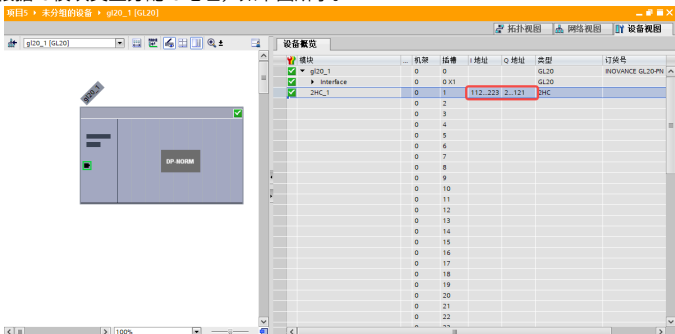 项目5 ▸ 未分组的设备 ▸ gl20_1 [GL20]
拓扑视图 网络视图 设备视图
gl20_1 [GL20]
设备概览
模块 ... 机架 插槽 I 地址 Q 地址 类型 订货号
gl20_1 0 0 GL20 INOVANCE GL20-PN
Interface 0 0 X1 GL20
2HC_1 0 1 112...223 2...121 2HC
0 2
0 3
0 4
0 5
0 6
0 7
0 8
0 9
0 10
0 11
0 12
0 13
0 14
0 15
0 16
0 17
0 18
0 19
0 20
0 21
0 22
gl20_1
DP-NORM
100%